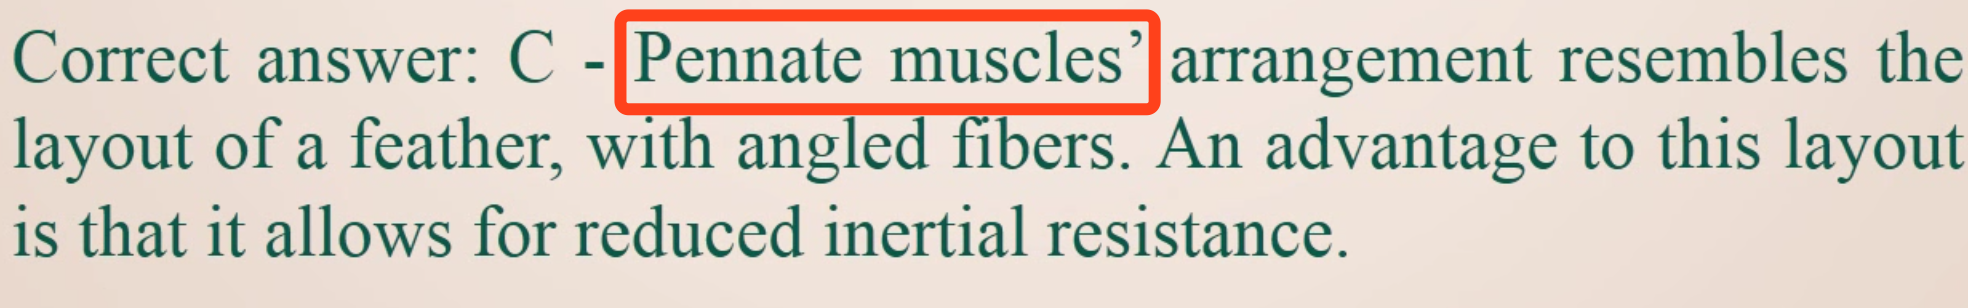 Correct answer: C - Pennate muscles’ arrangement resembles the
layout of a feather, with angled fibers. An advantage to this layout
is that it allows for reduced inertial resistance.